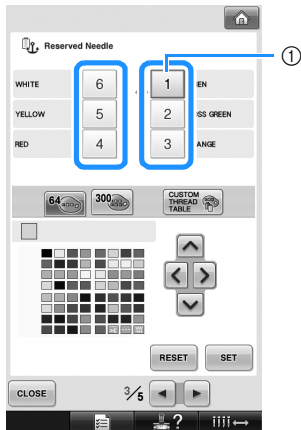 Reserved Needle
①
WHITE 6 1 EN
YELLOW 5 2 SS GREEN
RED 4 3 ANGE
64 300 CUSTOM
THREAD
TABLE
RESET SET
CLOSE 3/5
?